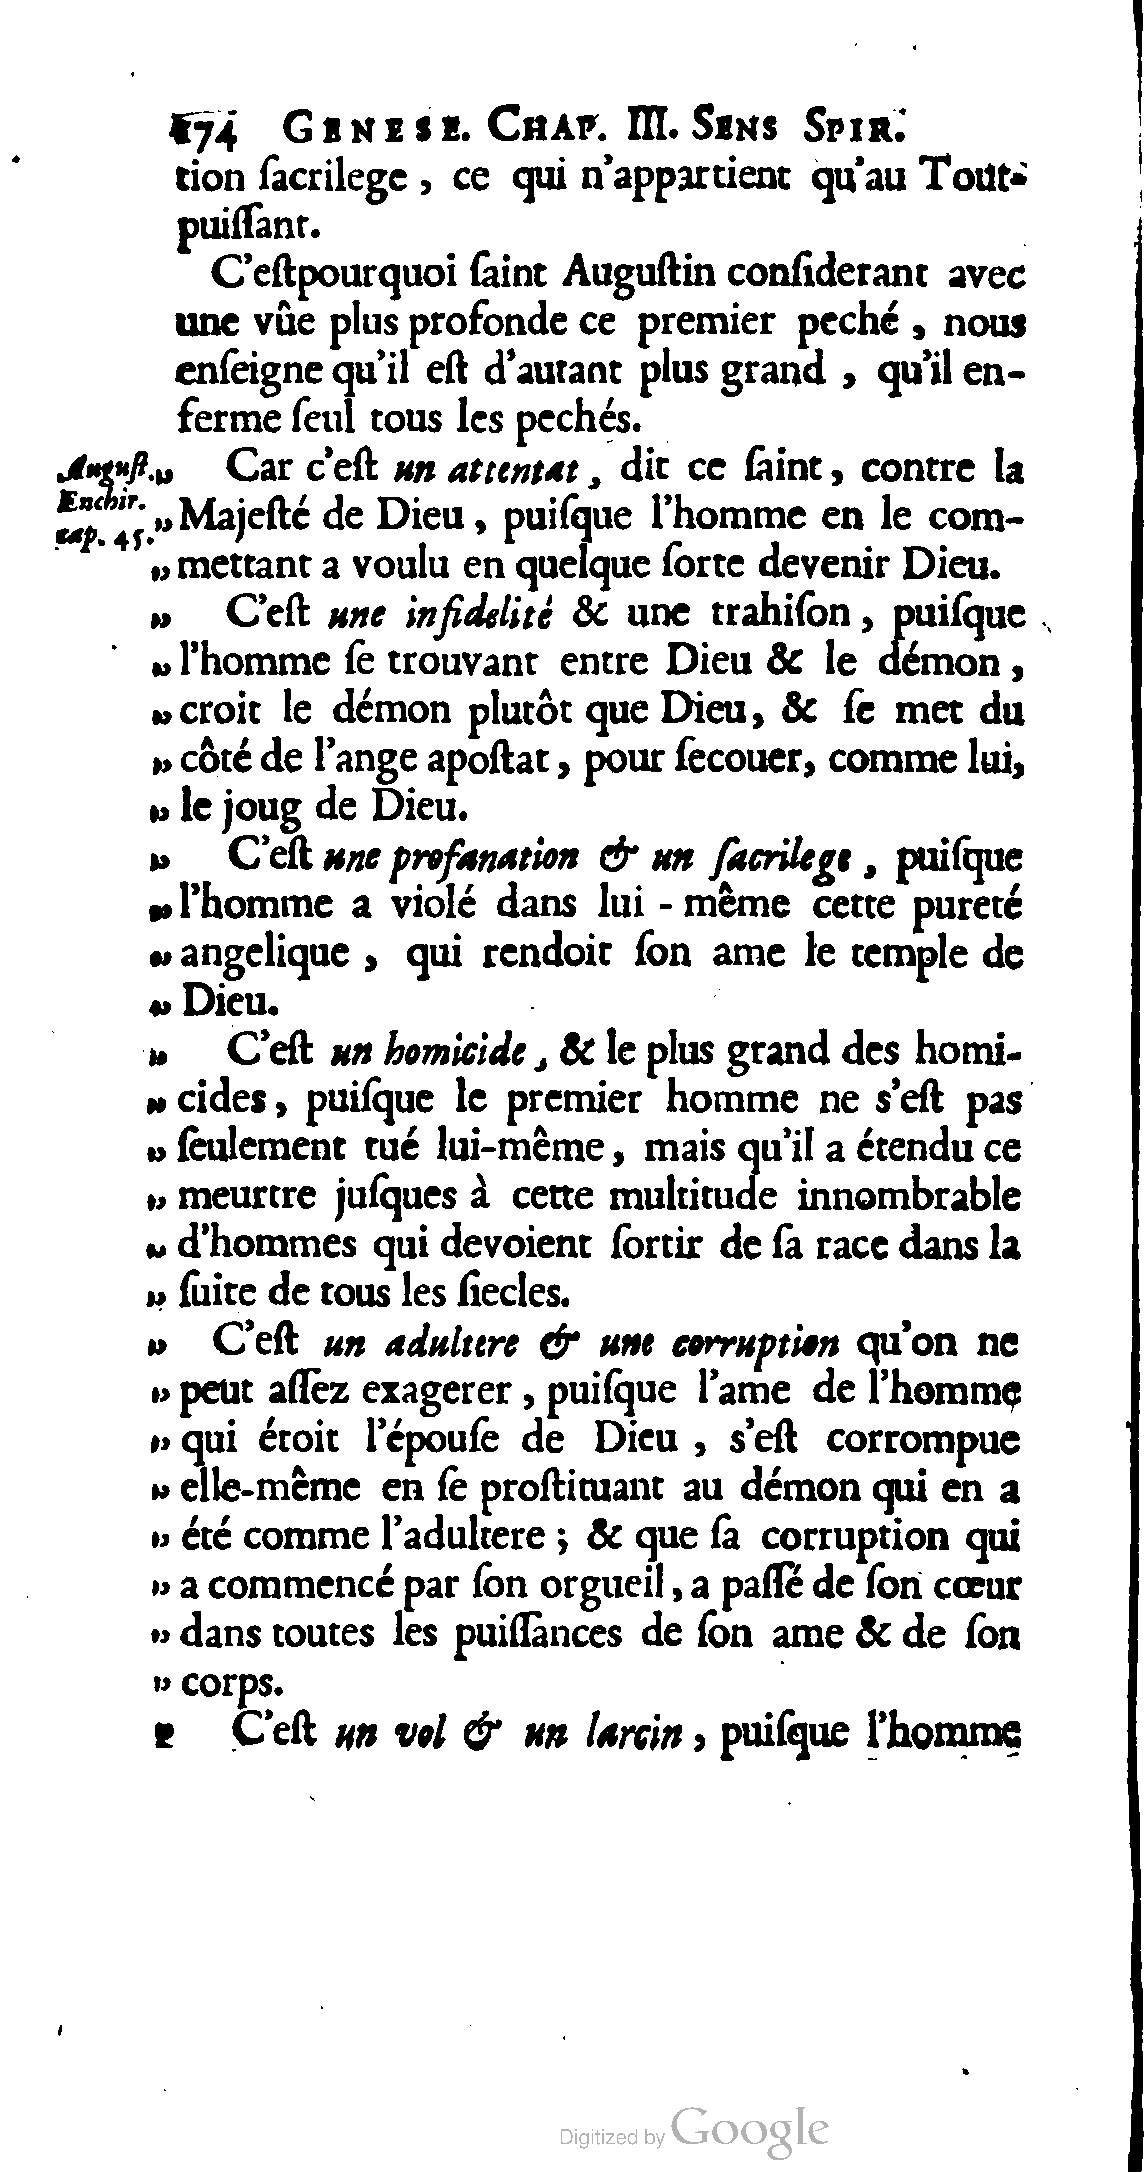 174 GENESE. CHAP. III. SENS SPIR.
tion ſacrilege, ce qui n'appartient qu'au Tout-
puiſſant.
C'eſtpourquoi ſaint Auguſtin conſiderant avec
une vûe plus profonde ce premier peché, nous
enſeigne qu'il eſt d'autant plus grand, qu'il en-
ferme ſeul tous les pechés.
Auguſt. Enchir. cap. 45.
„ Car c'eſt un attentat, dit ce ſaint, contre la
„ Majeſté de Dieu, puiſque l'homme en le com-
„ mettant a voulu en quelque ſorte devenir Dieu.
„ C'eſt une infidelité & une trahiſon, puiſque
„ l'homme ſe trouvant entre Dieu & le démon,
„ croit le démon plutôt que Dieu, & ſe met du
„ côté de l'ange apoſtat, pour ſecouer, comme lui,
„ le joug de Dieu.
„ C'eſt une profanation & un ſacrilege, puiſque
„ l'homme a violé dans lui-même cette pureté
„ angelique, qui rendoit ſon ame le temple de
„ Dieu.
„ C'eſt un homicide, & le plus grand des homi-
„ cides, puiſque le premier homme ne s'eſt pas
„ ſeulement tué lui-même, mais qu'il a étendu ce
„ meurtre juſques à cette multitude innombrable
„ d'hommes qui devoient ſortir de ſa race dans la
„ ſuite de tous les ſiecles.
„ C'eſt un adultere & une corruption qu'on ne
„ peut aſſez exagerer, puiſque l'ame de l'homme
„ qui étoit l'épouſe de Dieu, s'eſt corrompue
„ elle-même en ſe proſtituant au démon qui en a
„ été comme l'adultere; & que ſa corruption qui
„ a commencé par ſon orgueil, a paſſé de ſon cœur
„ dans toutes les puiſſances de ſon ame & de ſon
„ corps.
„ C'eſt un vol & un larcin, puiſque l'homme
Digitized by Google